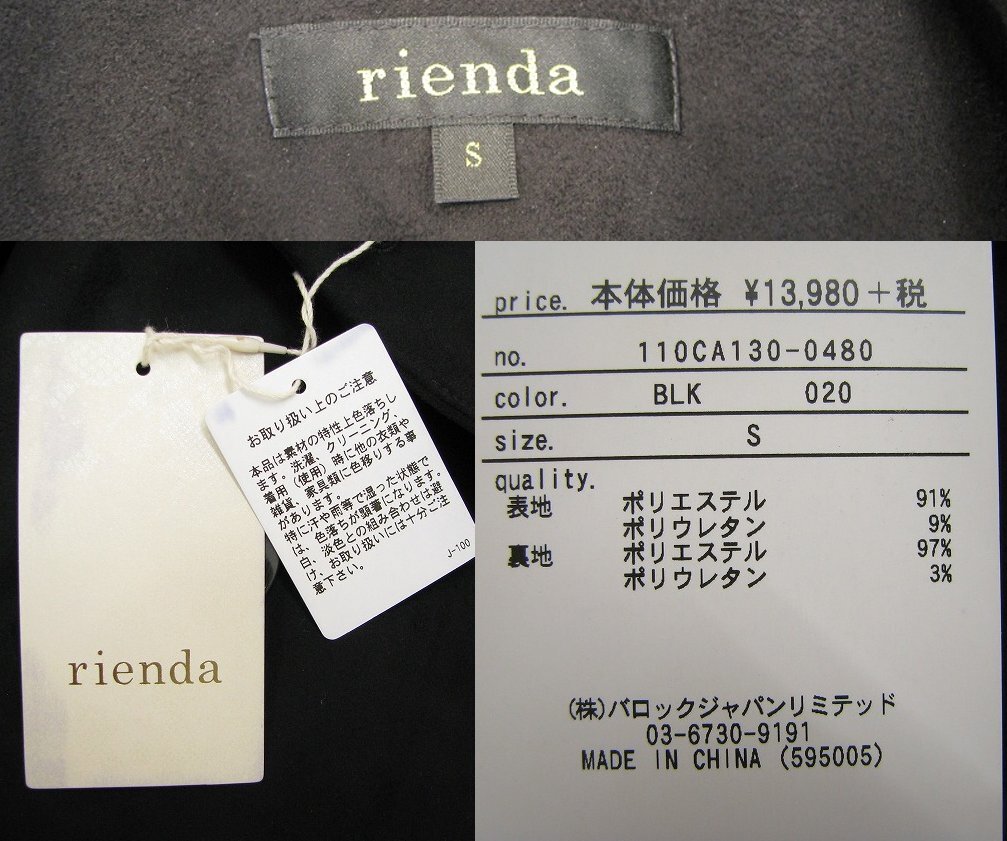 rienda
S
rienda
お取り扱い上のご注意
本品は素材の特性上色落ちし
ます。洗濯、クリーニング、
着用(使用)時に他の衣類や
雑貨、家具類に色移りする事
があります。
特に汗や雨等で湿った状態で
は、色落ちが顕著になります。
白、淡色との組み合わせは避
け、お取り扱いには十分ご注
意下さい。
J-100
price. 本体価格 ¥13,980+税
no. 110CA130-0480
color. BLK 020
size. S
quality.
表地 ポリエステル 91%
ポリウレタン 9%
裏地 ポリエステル 97%
ポリウレタン 3%
(株)バロックジャパンリミテッド
03-6730-9191
MADE IN CHINA (595005)